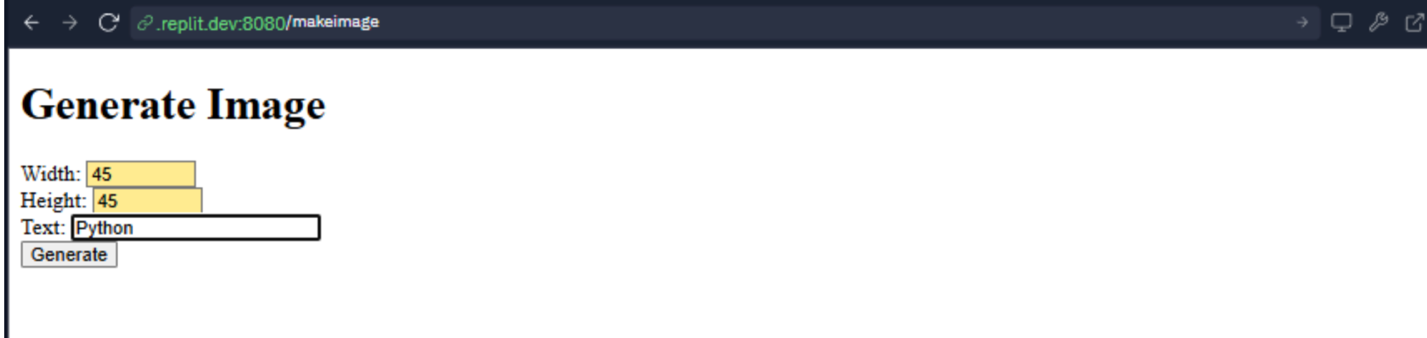 .replit.dev:8080/makeimage
Generate Image
Width: 45
Height: 45
Text: Python
Generate